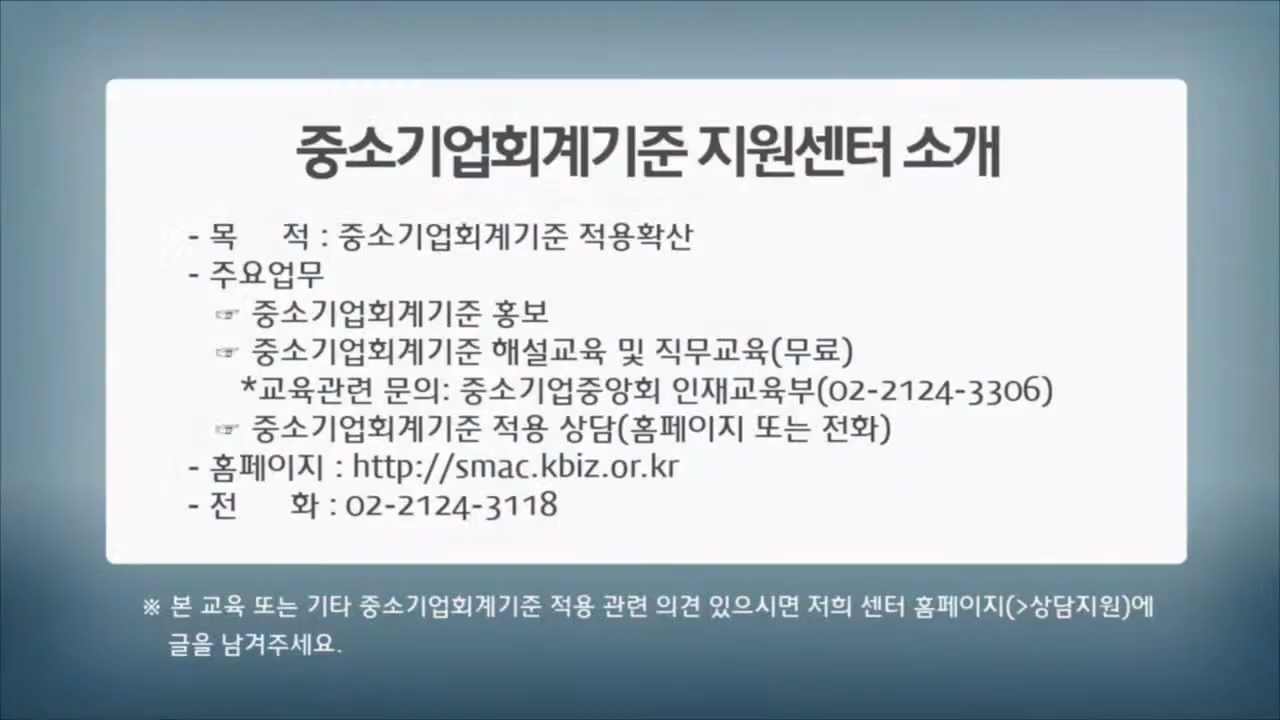 중소기업회계기준 지원센터 소개
- 목 적 : 중소기업회계기준 적용확산
- 주요업무
☞ 중소기업회계기준 홍보
☞ 중소기업회계기준 해설교육 및 직무교육(무료)
*교육관련 문의: 중소기업중앙회 인재교육부(02-2124-3306)
☞ 중소기업회계기준 적용 상담(홈페이지 또는 전화)
- 홈페이지 : http://smac.kbiz.or.kr
- 전 화 : 02-2124-3118
※ 본 교육 또는 기타 중소기업회계기준 적용 관련 의견 있으시면 저희 센터 홈페이지(>상담지원)에
글을 남겨주세요.